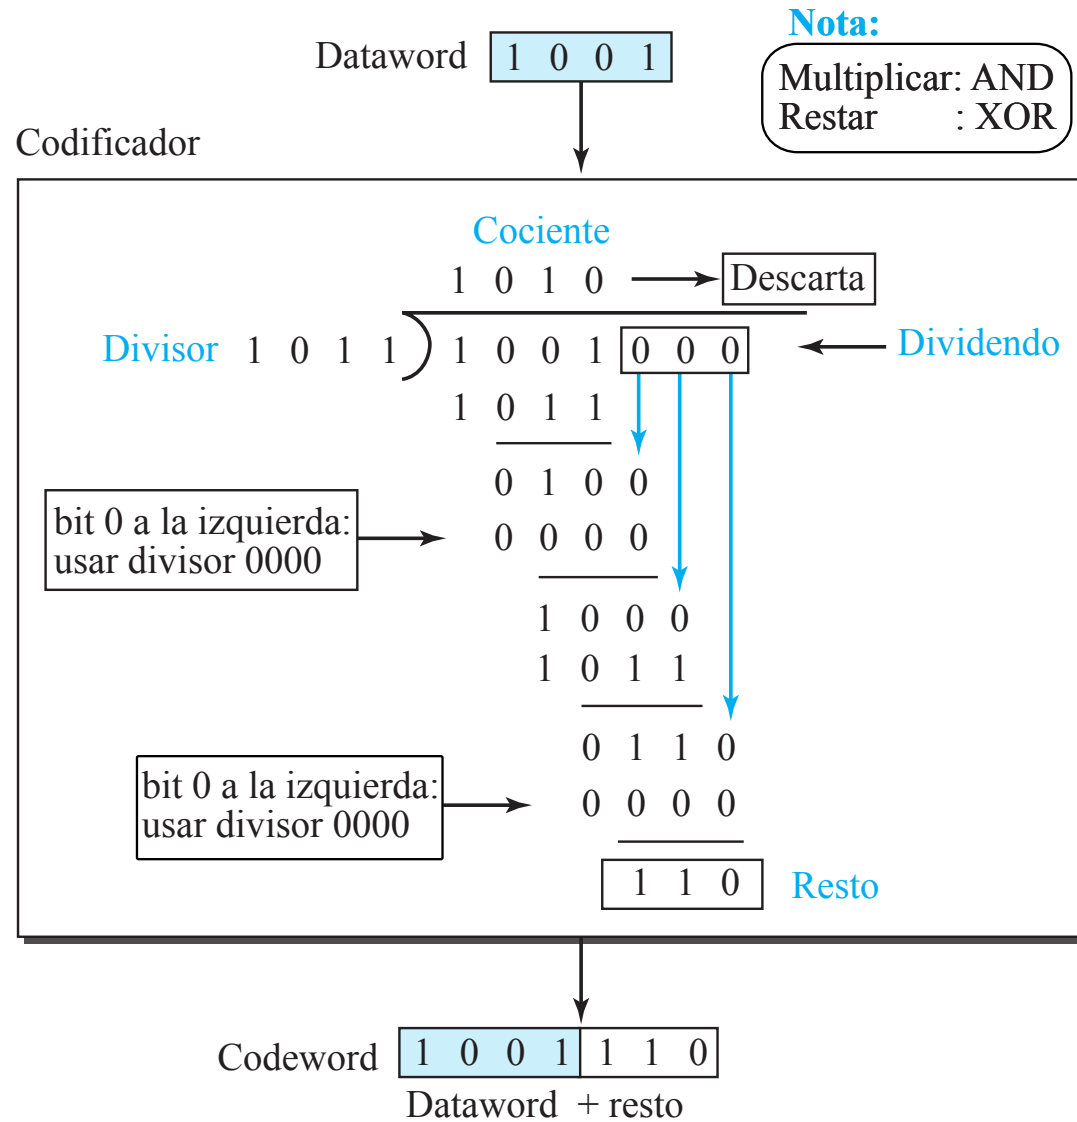 Nota:
Dataword 1 0 0 1
Multiplicar: AND
Restar : XOR
Codificador
Cociente
1 0 1 0 Descarta
Divisor 1 0 1 1 1 0 0 1 0 0 0 Dividendo
1 0 1 1
0 1 0 0
bit 0 a la izquierda:
usar divisor 0000
0 0 0 0
1 0 0 0
1 0 1 1
0 1 1 0
bit 0 a la izquierda:
usar divisor 0000
0 0 0 0
1 1 0 Resto
Codeword 1 0 0 1 1 1 0
Dataword + resto